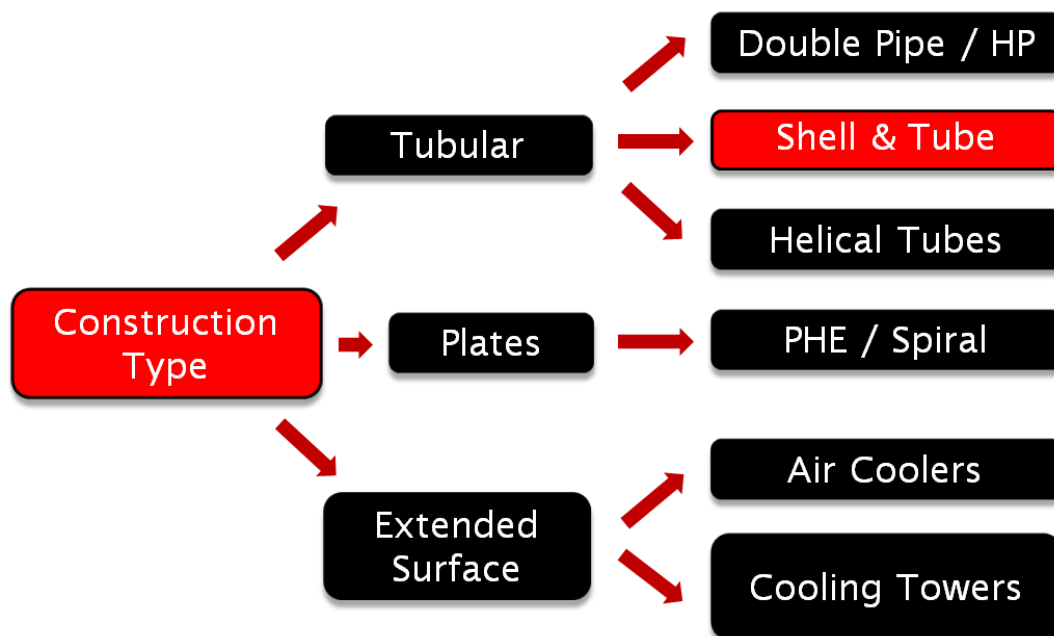 Double Pipe / HP
Tubular
Shell & Tube
Helical Tubes
Construction
Type
Plates
PHE / Spiral
Air Coolers
Extended
Surface
Cooling Towers